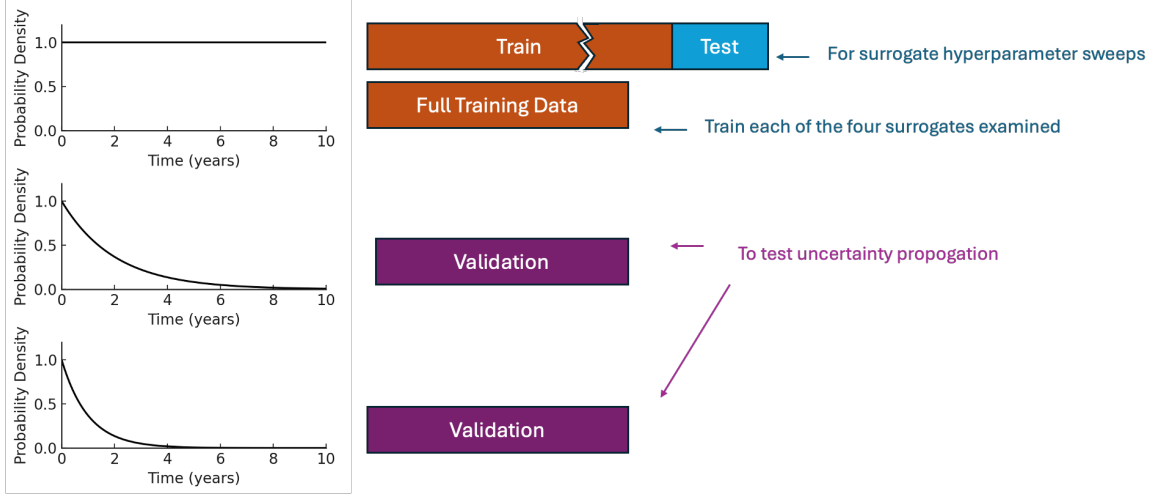 Probability Density
1.0
0.5
0.0
0 2 4 6 8 10
Time (years)
Train
Test
For surrogate hyperparameter sweeps
Full Training Data
Train each of the four surrogates examined
Probability Density
1.0
0.5
0.0
0 2 4 6 8 10
Time (years)
Validation
To test uncertainty propogation
Probability Density
1.0
0.5
0.0
0 2 4 6 8 10
Time (years)
Validation